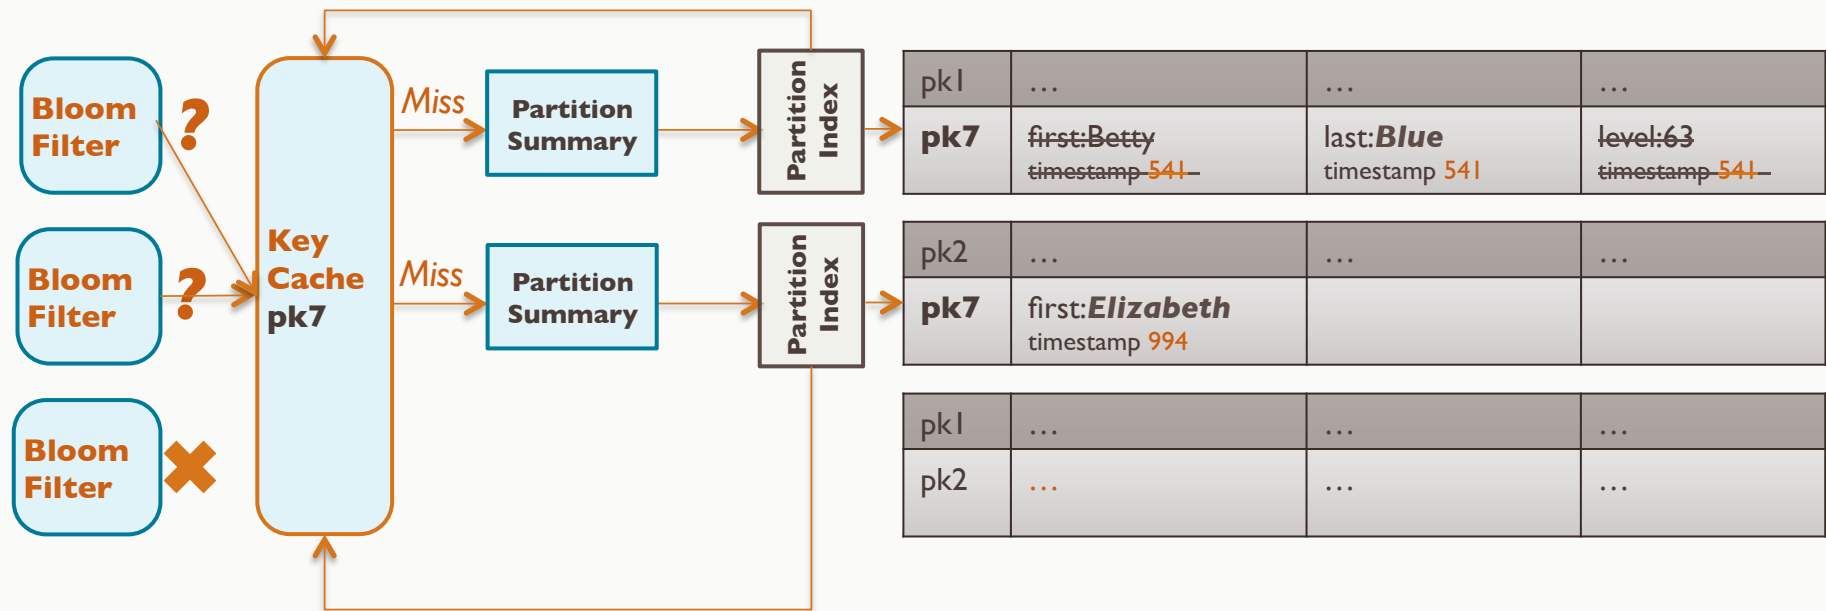 Bloom
Filter
?
Bloom
Filter
?
Bloom
Filter
Key
Cache
pk7
Miss
Partition
Summary
Partition
Index
Miss
Partition
Summary
Partition
Index
pk1 … … …
pk7 first:Betty last:Blue level:63
timestamp 541 timestamp 541 timestamp 541
pk2 … … …
pk7 first:Elizabeth
timestamp 994
pk1 … … …
pk2 … … …